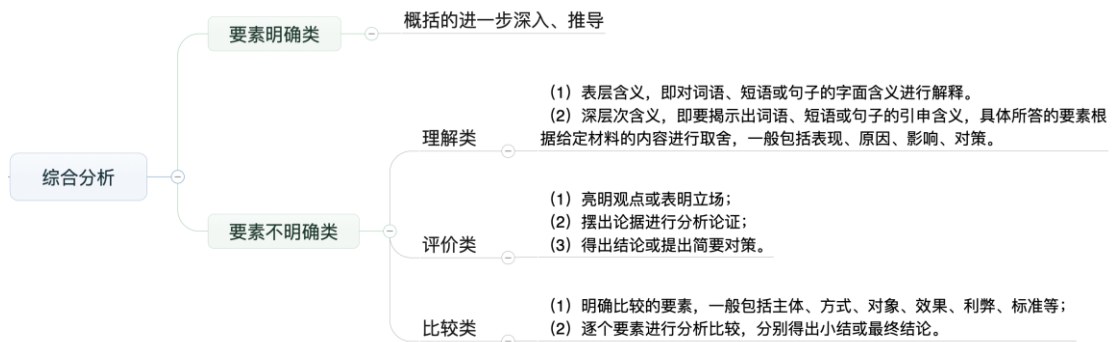 综合分析
要素明确类
概括的进一步深入、推导
要素不明确类
理解类
（1）表层含义，即对词语、短语或句子的字面含义进行解释。
（2）深层次含义，即要揭示出词语、短语或句子的引申含义，具体所答的要素根
据给定材料的内容进行取舍，一般包括表现、原因、影响、对策。
评价类
（1）亮明观点或表明立场；
（2）摆出论据进行分析论证；
（3）得出结论或提出简要对策。
比较类
（1）明确比较的要素，一般包括主体、方式、对象、效果、利弊、标准等；
（2）逐个要素进行分析比较，分别得出小结或最终结论。